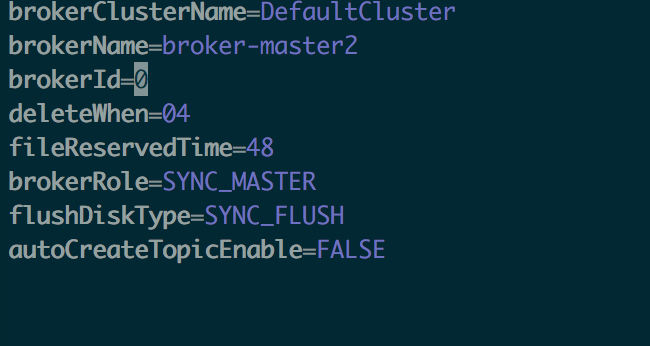 brokerClusterName=DefaultCluster
brokerName=broker-master2
brokerId=0
deleteWhen=04
fileReservedTime=48
brokerRole=SYNC_MASTER
flushDiskType=SYNC_FLUSH
autoCreateTopicEnable=FALSE